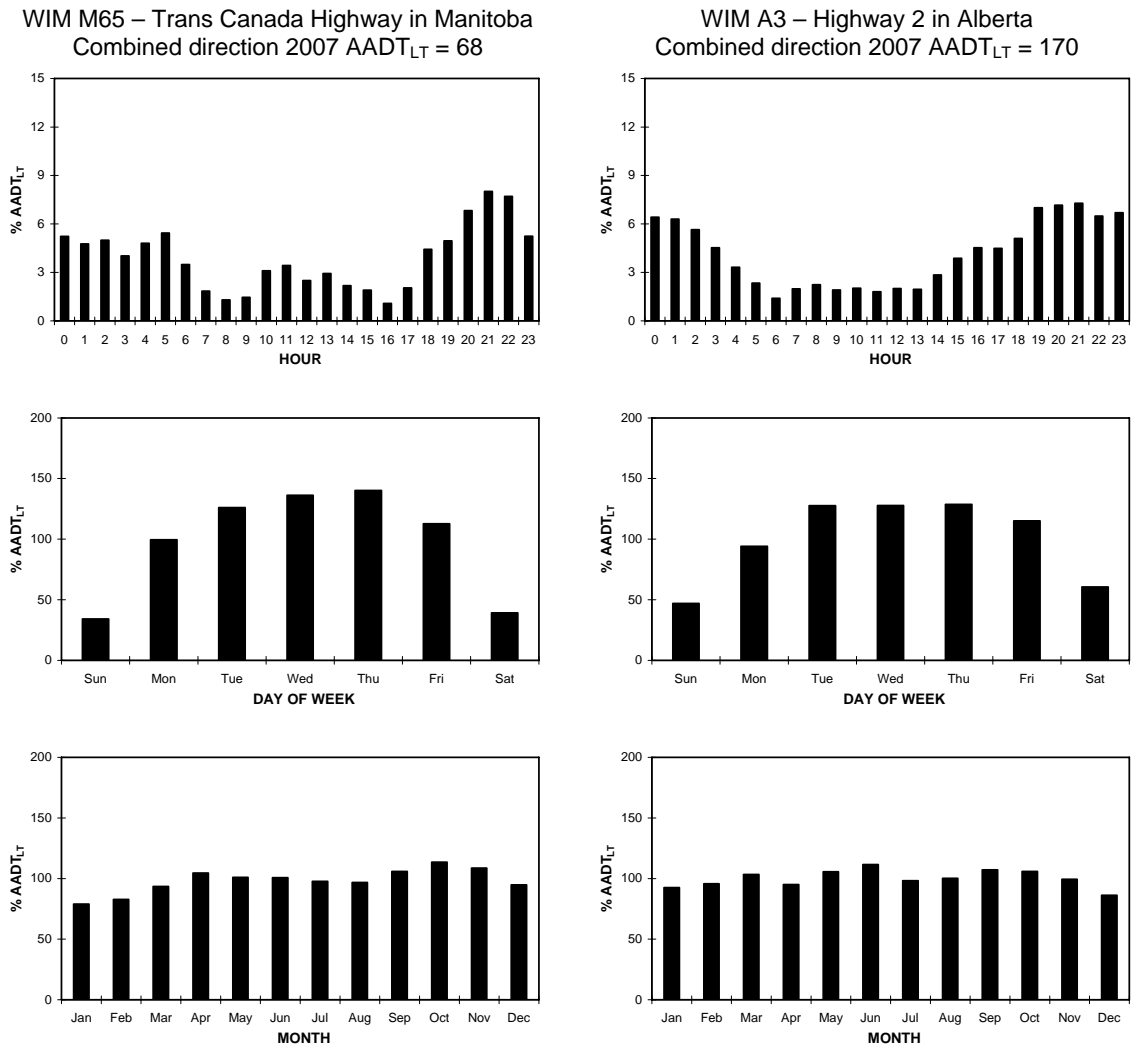 WIM M65 – Trans Canada Highway in Manitoba
Combined direction 2007 AADTLT = 68
WIM A3 – Highway 2 in Alberta
Combined direction 2007 AADTLT = 170
15
12
9
6
3
0
% AADTLT
0 1 2 3 4 5 6 7 8 9 10 11 12 13 14 15 16 17 18 19 20 21 22 23
HOUR
15
12
9
6
3
0
% AADTLT
0 1 2 3 4 5 6 7 8 9 10 11 12 13 14 15 16 17 18 19 20 21 22 23
HOUR
200
150
100
50
0
% AADTLT
Sun Mon Tue Wed Thu Fri Sat
DAY OF WEEK
200
150
100
50
0
% AADTLT
Sun Mon Tue Wed Thu Fri Sat
DAY OF WEEK
200
150
100
50
0
% AADTLT
Jan Feb Mar Apr May Jun Jul Aug Sep Oct Nov Dec
MONTH
200
150
100
50
0
% AADTLT
Jan Feb Mar Apr May Jun Jul Aug Sep Oct Nov Dec
MONTH